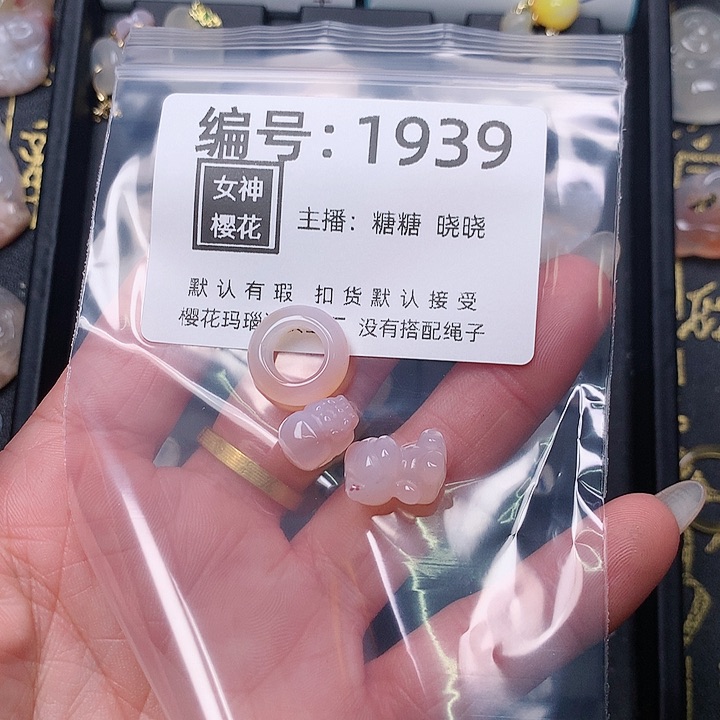 编号：1939
女神
樱花
主播：糖糖 晓晓
默认有瑕 扣货默认接受
樱花玛瑙 没有搭配绳子